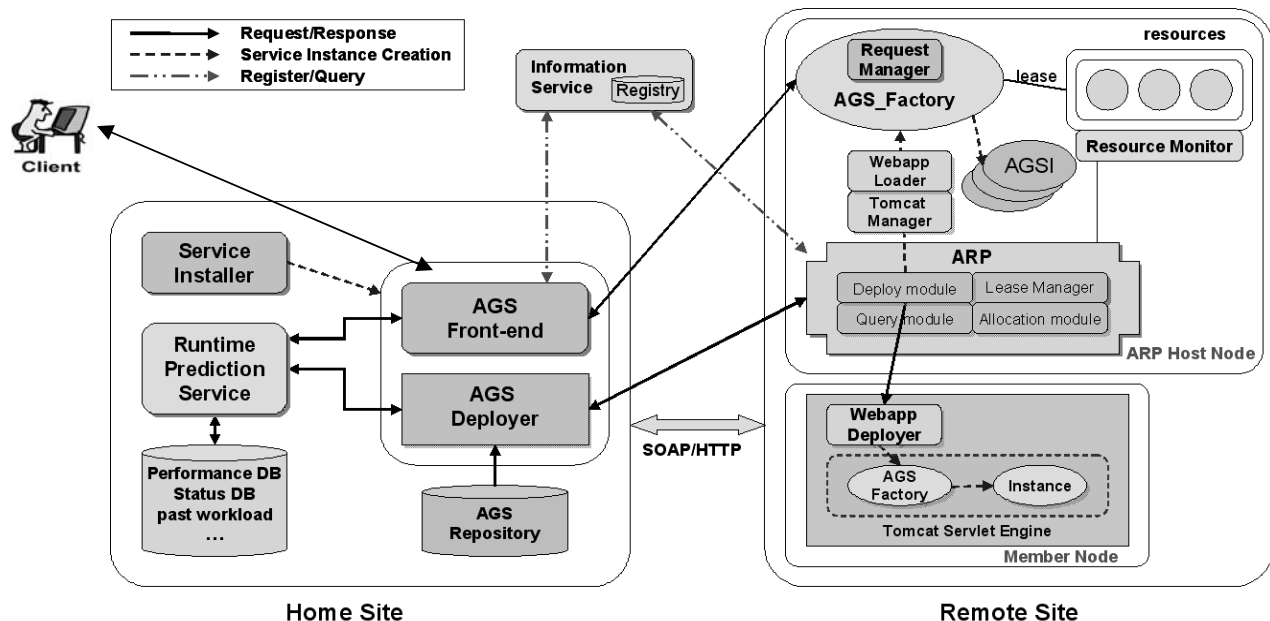 Request/Response
Service Instance Creation
Register/Query
Client
Information
Service
Registry
Service
Installer
Runtime
Prediction
Service
Performance DB
Status DB
past workload
...
AGS
Front-end
AGS
Deployer
AGS
Repository
Home Site
SOAP/HTTP
resources
Request
Manager
AGS_Factory
lease
Resource Monitor
AGSI
Webapp
Loader
Tomcat
Manager
ARP
Deploy module
Lease Manager
Query module
Allocation module
ARP Host Node
Webapp
Deployer
AGS
Factory
Instance
Tomcat Servlet Engine
Member Node
Remote Site